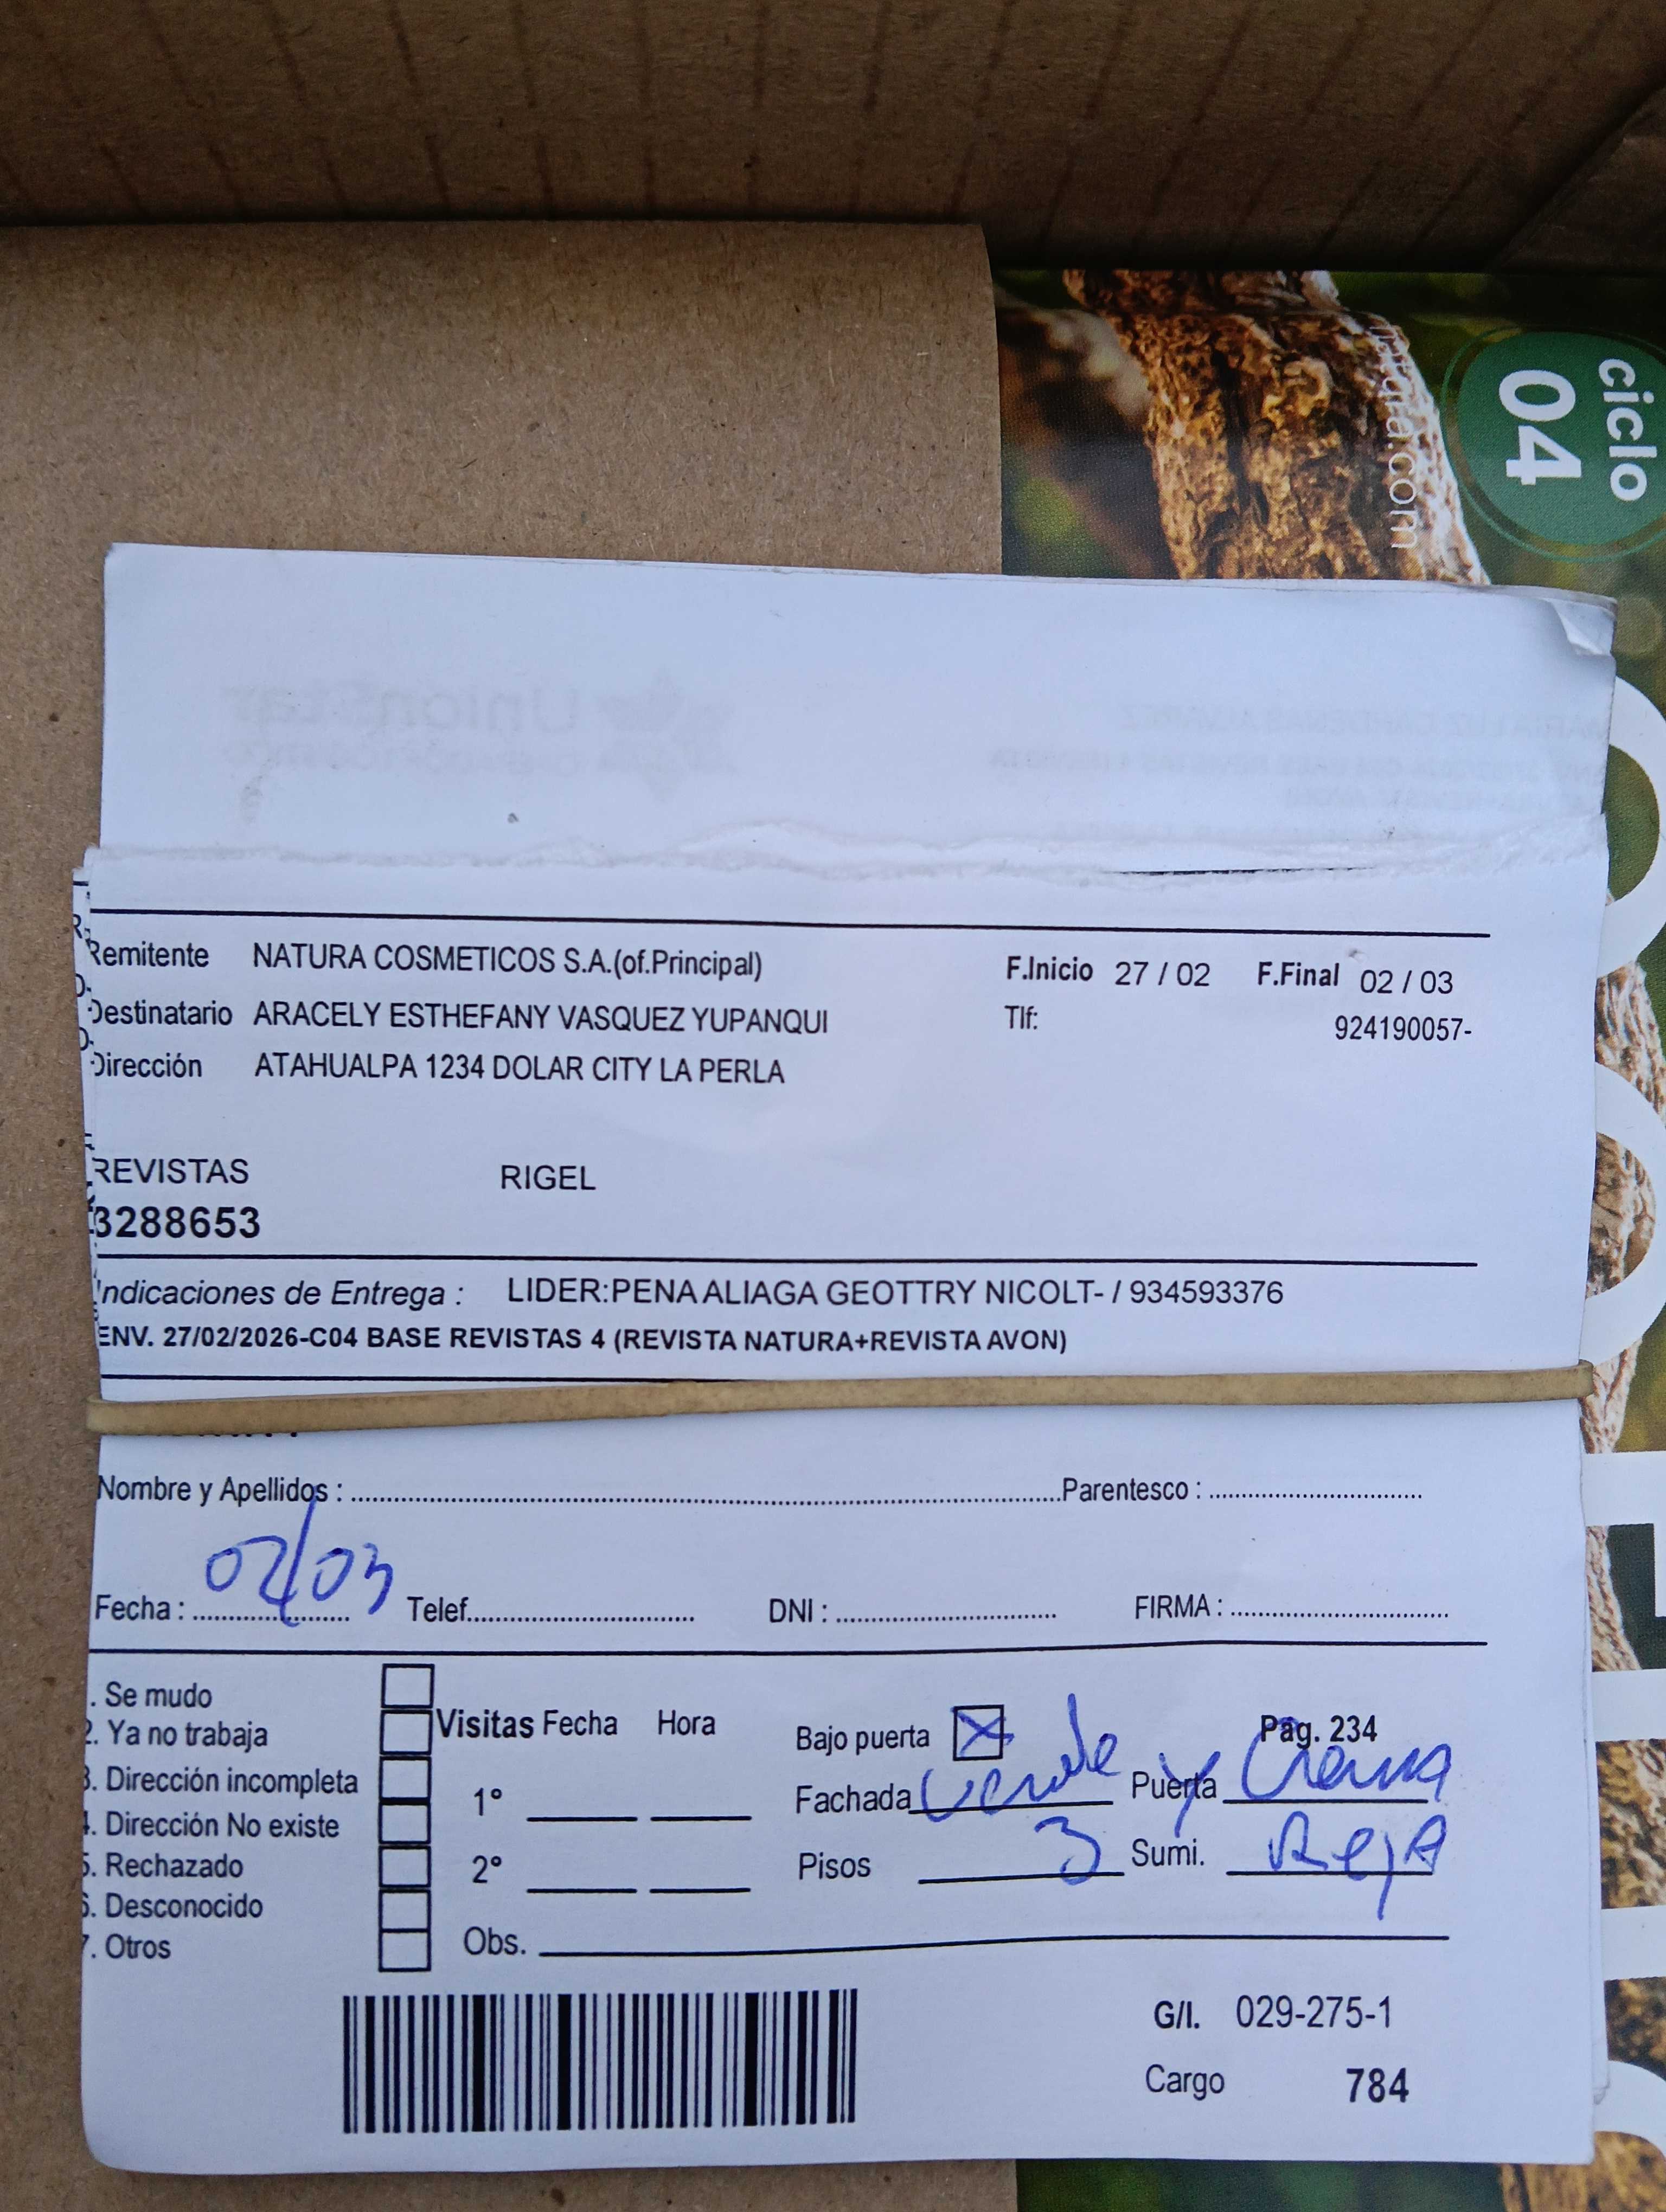 ciclo
04
natura.com
Remitente NATURA COSMETICOS S.A.(of.Principal) F.Inicio 27 / 02 F.Final 02 / 03
Destinatario ARACELY ESTHEFANY VASQUEZ YUPANQUI Tlf: 924190057-
Dirección ATAHUALPA 1234 DOLAR CITY LA PERLA
REVISTAS RIGEL
3288653
Indicaciones de Entrega : LIDER:PENA ALIAGA GEOTTRY NICOLT- / 934593376
ENV. 27/02/2026-C04 BASE REVISTAS 4 (REVISTA NATURA+REVISTA AVON)
Nombre y Apellidos : Parentesco :
Fecha : 02/03 Telef. DNI : FIRMA :
. Se mudo
2. Ya no trabaja
3. Dirección incompleta
4. Dirección No existe
5. Rechazado
6. Desconocido
7. Otros
Visitas Fecha Hora
1°
2°
Obs.
Bajo puerta X Pag. 234
Fachada verde y Puerta Crema
Pisos 3 Sumi. Reja
G/I. 029-275-1
Cargo 784